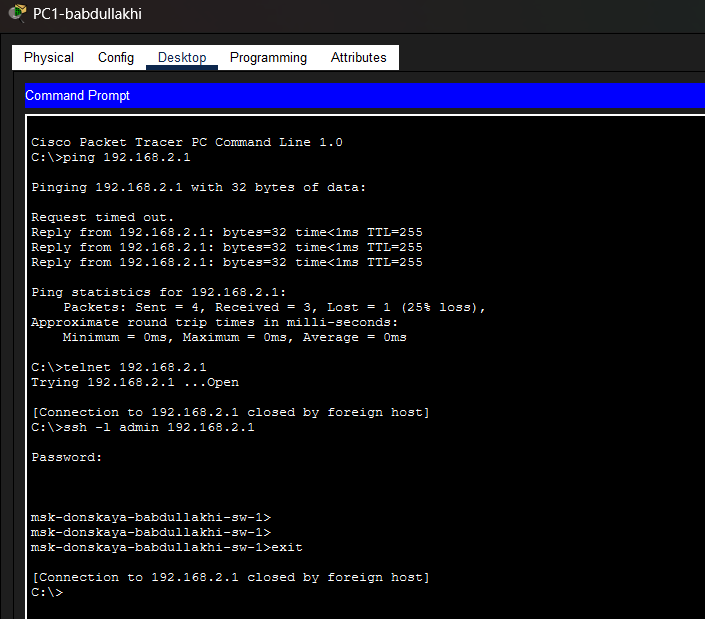 PC1-babdullakhi
Physical Config Desktop Programming Attributes
Command Prompt
Cisco Packet Tracer PC Command Line 1.0
C:\>ping 192.168.2.1
Pinging 192.168.2.1 with 32 bytes of data:
Request timed out.
Reply from 192.168.2.1: bytes=32 time<1ms TTL=255
Reply from 192.168.2.1: bytes=32 time<1ms TTL=255
Reply from 192.168.2.1: bytes=32 time<1ms TTL=255
Ping statistics for 192.168.2.1:
Packets: Sent = 4, Received = 3, Lost = 1 (25% loss),
Approximate round trip times in milli-seconds:
Minimum = 0ms, Maximum = 0ms, Average = 0ms
C:\>telnet 192.168.2.1
Trying 192.168.2.1 ...Open
[Connection to 192.168.2.1 closed by foreign host]
C:\>ssh -l admin 192.168.2.1
Password:
msk-donskaya-babdullakhi-sw-1>
msk-donskaya-babdullakhi-sw-1>
msk-donskaya-babdullakhi-sw-1>exit
[Connection to 192.168.2.1 closed by foreign host]
C:\>